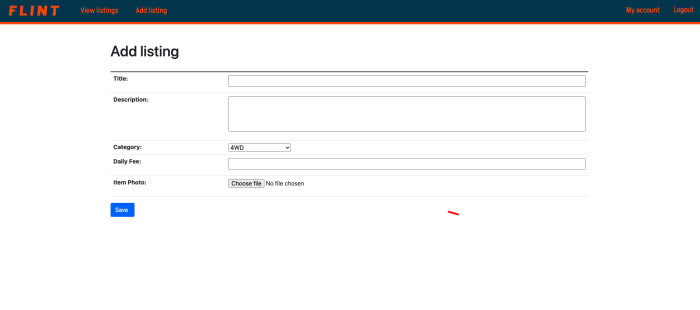 FLINT View listings Add listing My account Logout
Add listing
Title:
Description:
Category: 4WD
Daily Fee:
Item Photo: Choose file No file chosen
Save